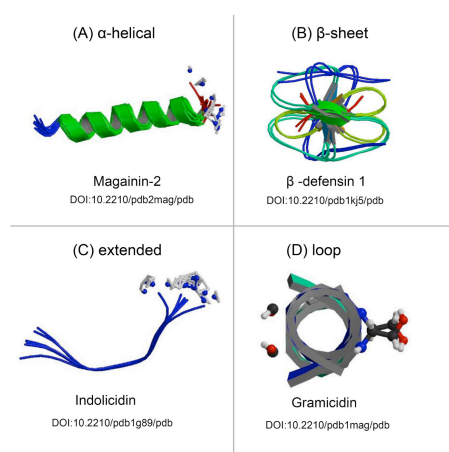 (A) α-helical
Magainin-2
DOI:10.2210/pdb2mag/pdb
(B) β-sheet
β -defensin 1
DOI:10.2210/pdb1kj5/pdb
(C) extended
Indolicidin
DOI:10.2210/pdb1g89/pdb
(D) loop
Gramicidin
DOI:10.2210/pdb1mag/pdb